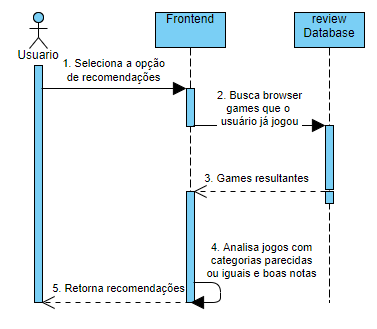 Frontend
review
Database
Usuario
1. Seleciona a opção
de recomendações
2. Busca browser
games que o
usuário já jogou
3. Games resultantes
4. Analisa jogos com
categorias parecidas
ou iguais e boas notas
5. Retorna recomendações